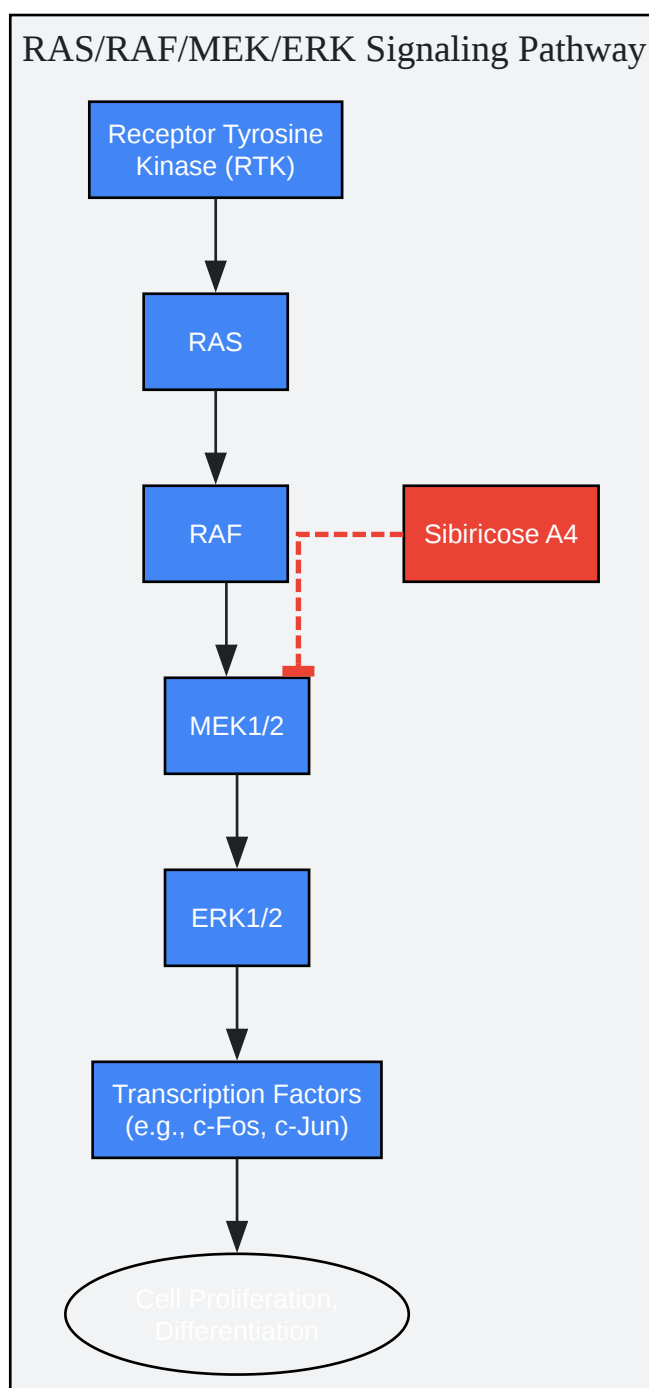 RAS/RAF/MEK/ERK Signaling Pathway
Receptor Tyrosine
Kinase (RTK)
RAS
RAF
Sibiricose A4
MEK1/2
ERK1/2
Transcription Factors
(e.g., c-Fos, c-Jun)
Cell Proliferation,
Differentiation